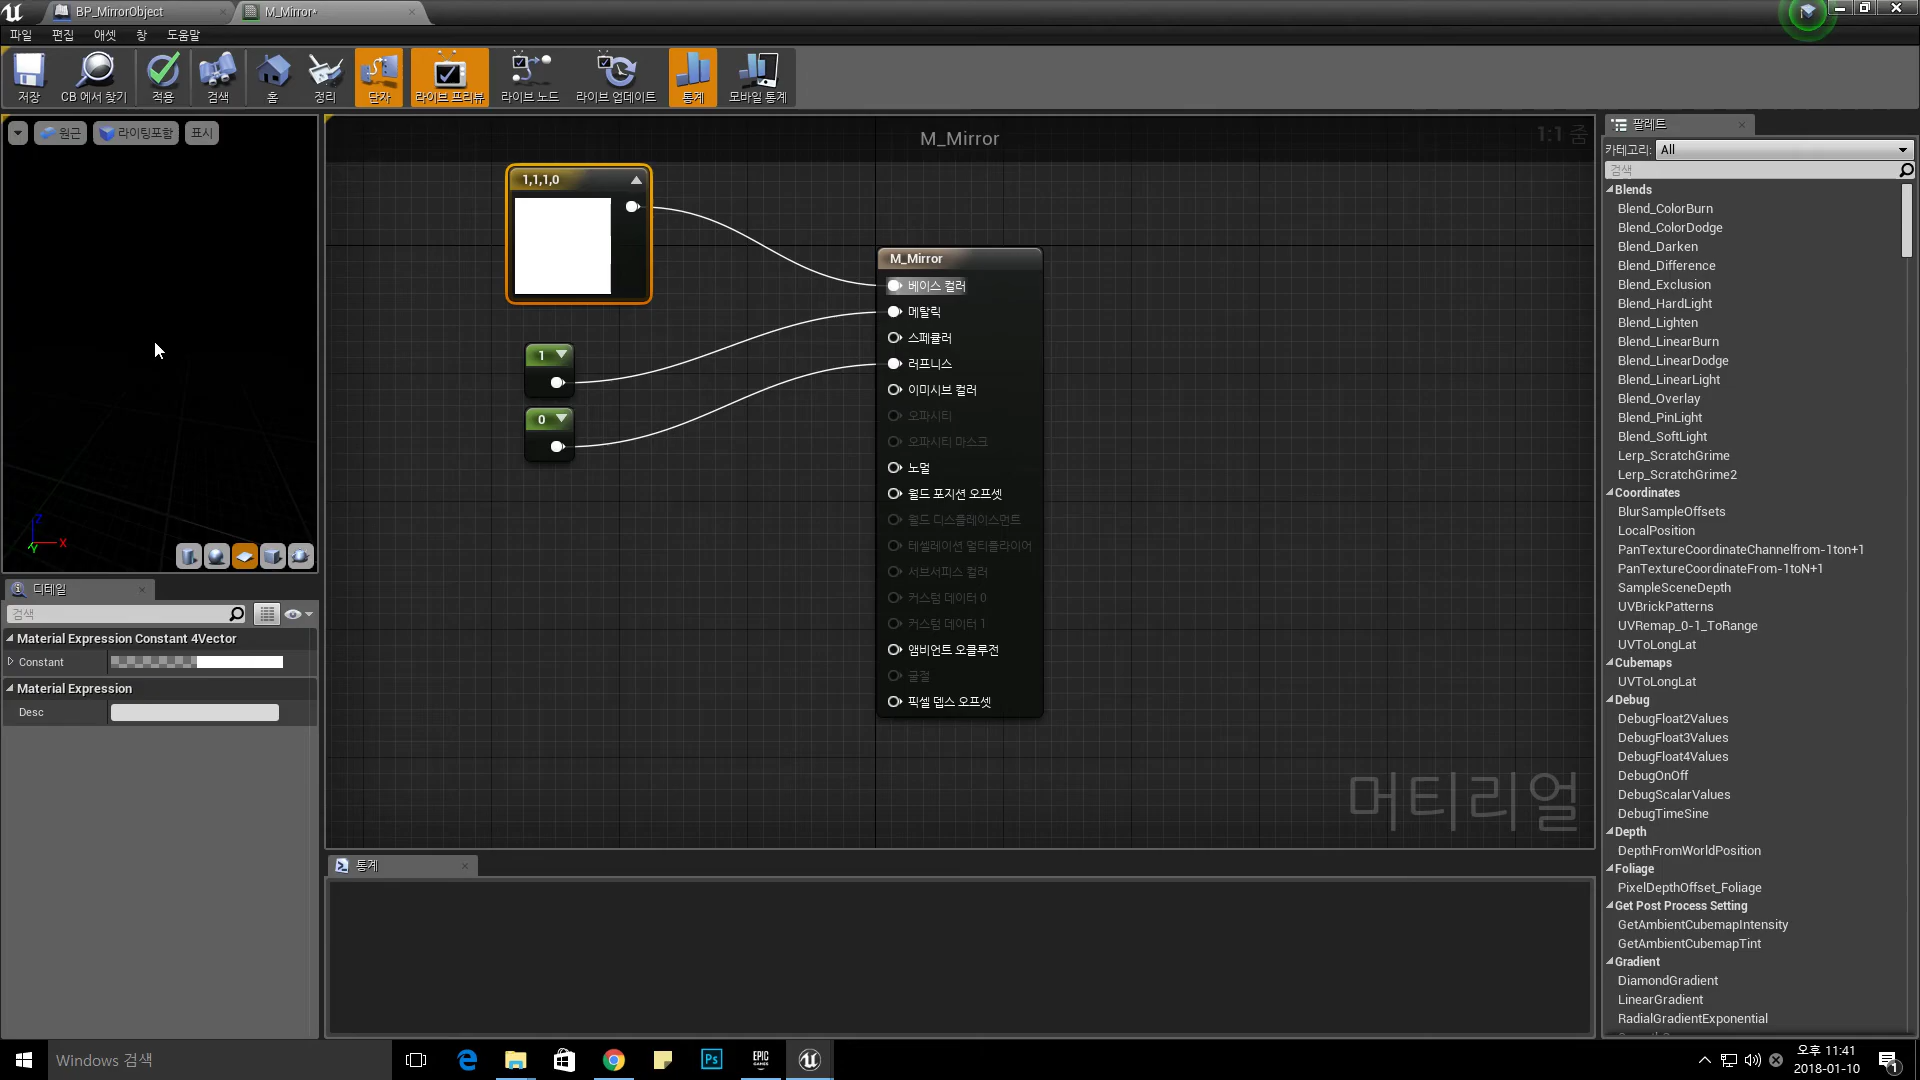 BP_MirrorObject
M_Mirror*
파일 편집 애셋 창 도움말
저장
CB 에서 찾기
적용
검색
홈
정리
단자
라이브 프리뷰
라이브 노드
라이브 업데이트
통계
모바일 통계
원근
라이팅포함
표시
M_Mirror
1:1 줌
1,1,1,0
1
0
M_Mirror
베이스 컬러
메탈릭
스페큘러
러프니스
이미시브 컬러
오파시티
오파시티 마스크
노멀
월드 포지션 오프셋
월드 디스플레이스먼트
테셀레이션 멀티플라이어
서브서피스 컬러
커스텀 데이터 0
커스텀 데이터 1
앰비언트 오클루전
굴절
픽셀 뎁스 오프셋
머티리얼
Z
X
Y
디테일
검색
Material Expression Constant 4Vector
Constant
Material Expression
Desc
통계
팔레트
카테고리: All
검색
Blends
Blend_ColorBurn
Blend_ColorDodge
Blend_Darken
Blend_Difference
Blend_Exclusion
Blend_HardLight
Blend_Lighten
Blend_LinearBurn
Blend_LinearDodge
Blend_LinearLight
Blend_Overlay
Blend_PinLight
Blend_SoftLight
Lerp_ScratchGrime
Lerp_ScratchGrime2
Coordinates
BlurSampleOffsets
LocalPosition
PanTextureCoordinateChannelfrom-1ton+1
PanTextureCoordinateFrom-1toN+1
SampleSceneDepth
UVBrickPatterns
UVRemap_0-1_ToRange
UVToLongLat
Cubemaps
UVToLongLat
Debug
DebugFloat2Values
DebugFloat3Values
DebugFloat4Values
DebugOnOff
DebugScalarValues
DebugTimeSine
Depth
DepthFromWorldPosition
Foliage
PixelDepthOffset_Foliage
Get Post Process Setting
GetAmbientCubemapIntensity
GetAmbientCubemapTint
Gradient
DiamondGradient
LinearGradient
RadialGradientExponential
Windows 검색
Ps
EPIC
GAMES
오후 11:41
2018-01-10
1